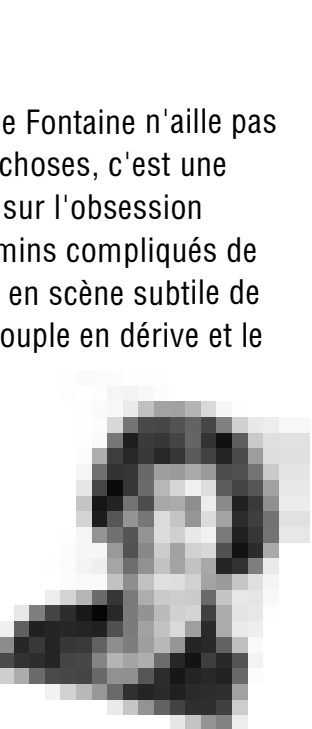 e Fontaine n'aille pas
choses, c'est une
sur l'obsession
mins compliqués de
en scène subtile de
ouple en dérive et le